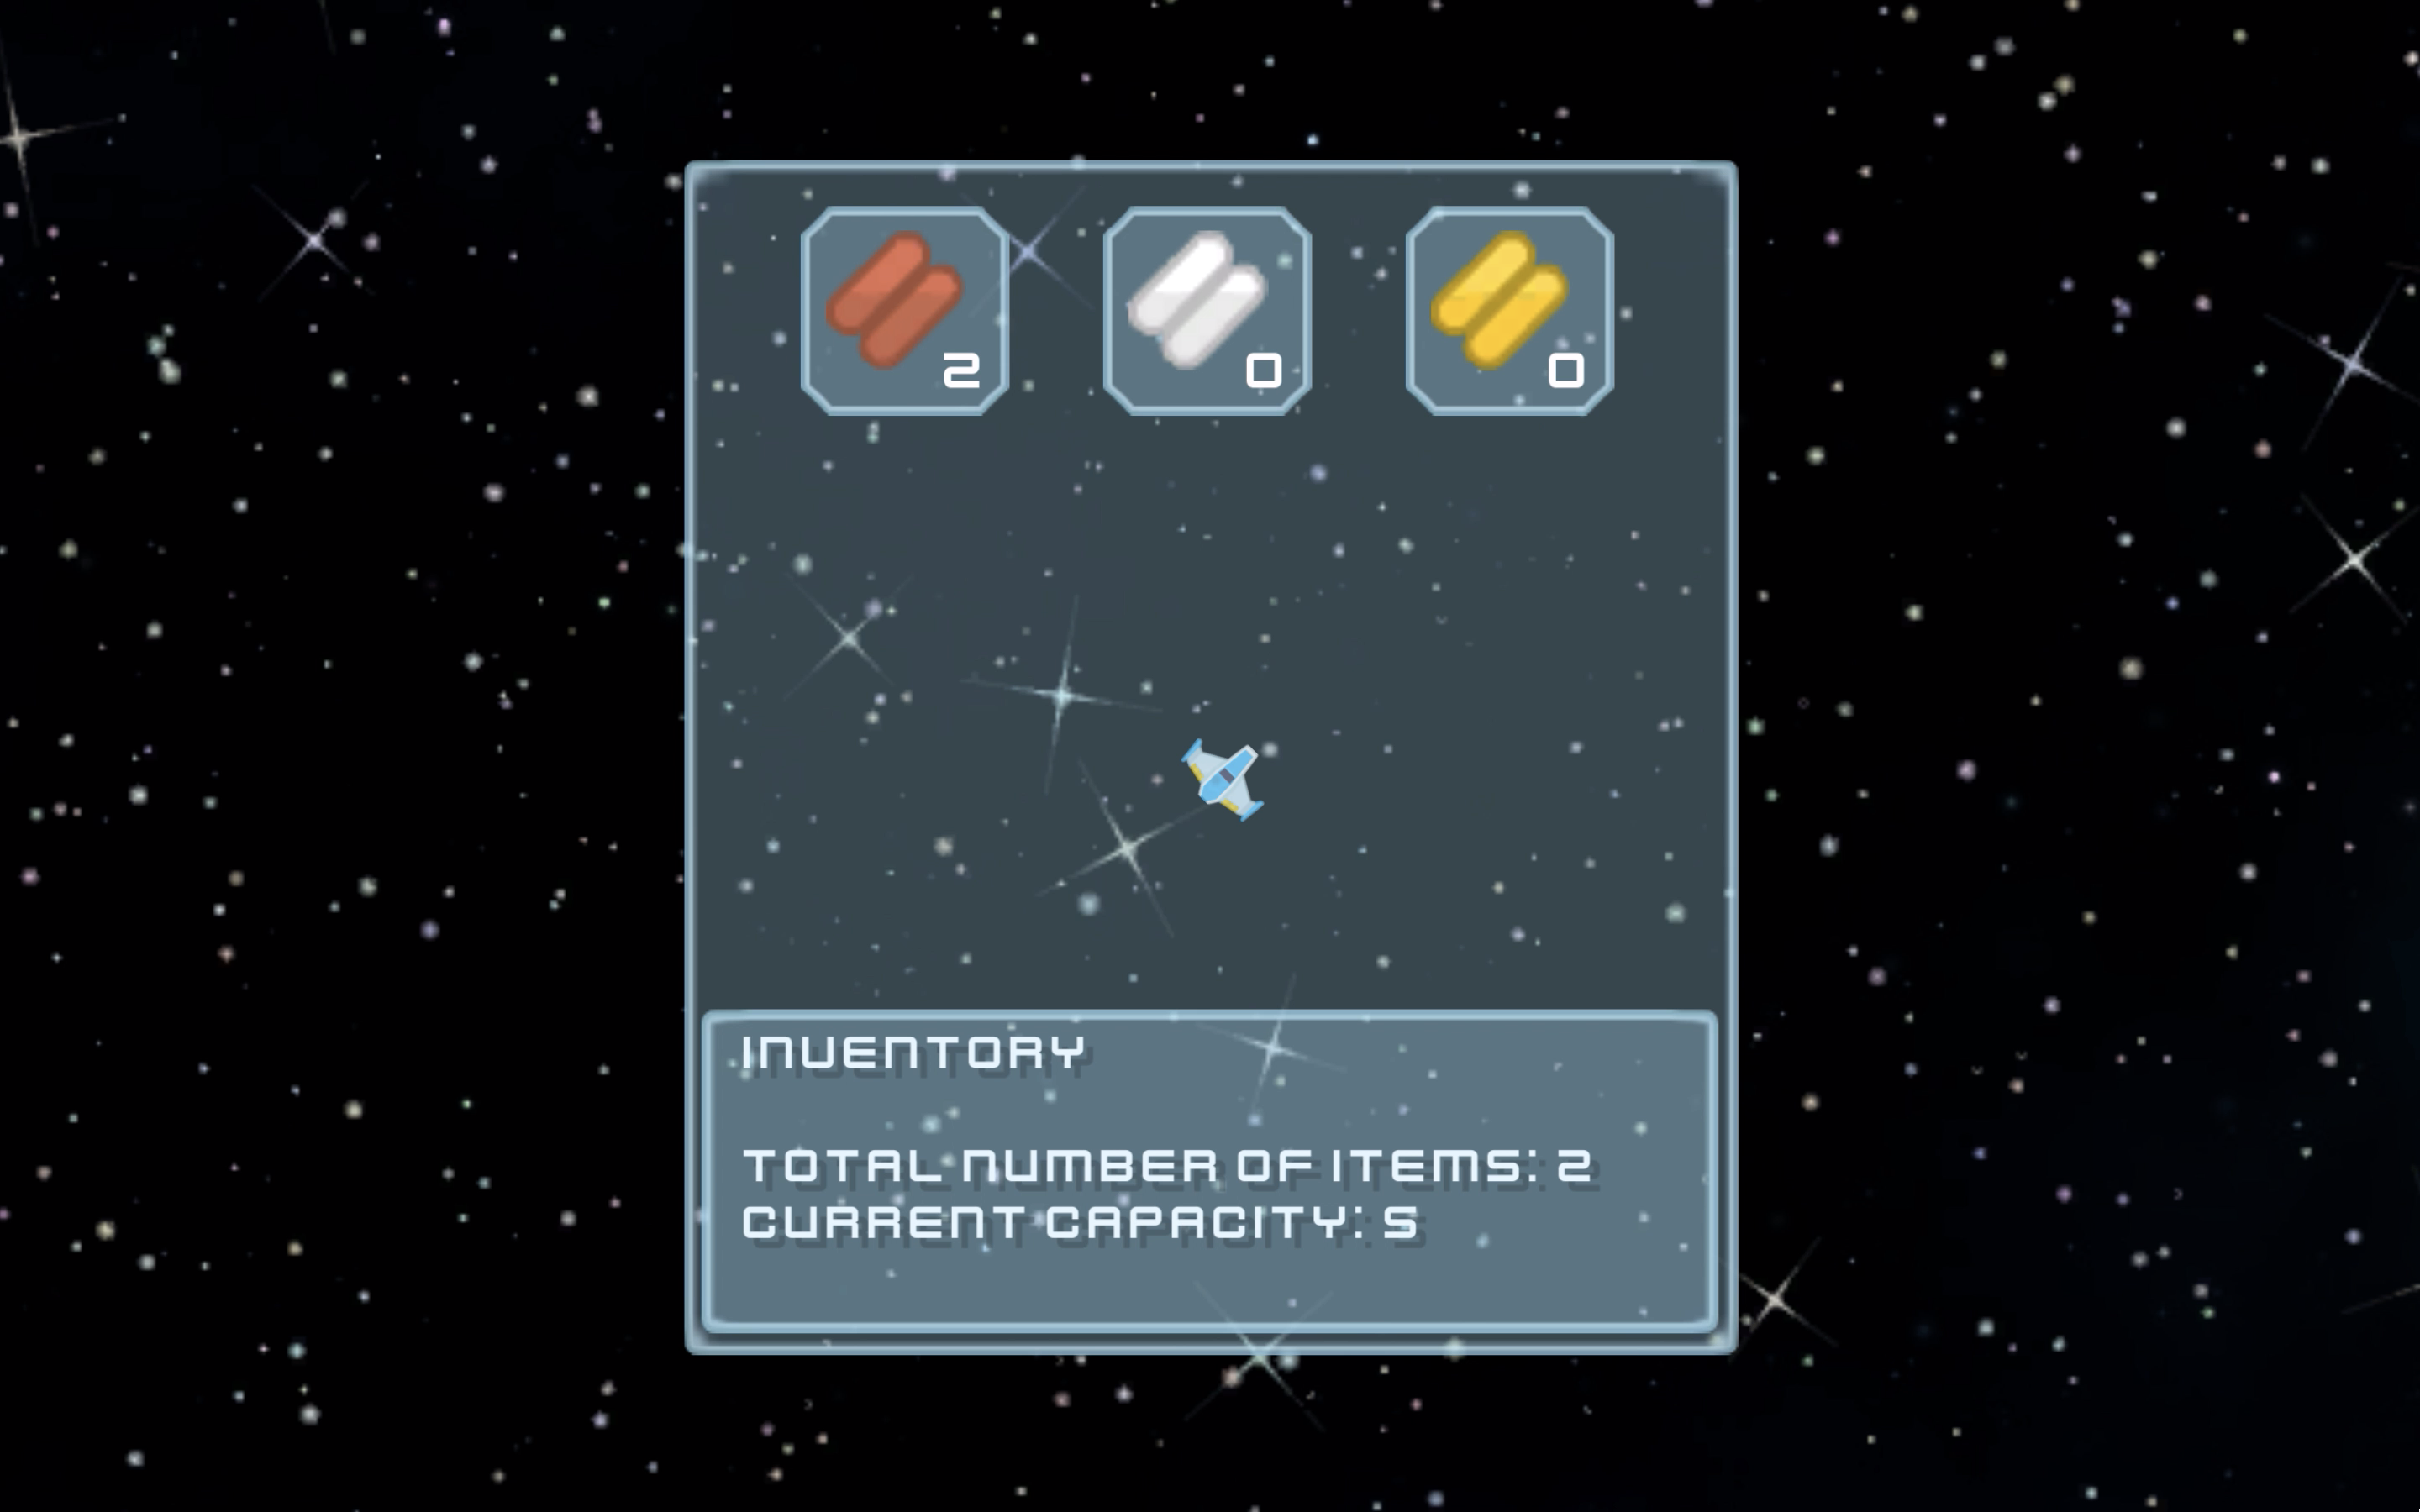 2
0
0
INVENTORY
TOTAL NUMBER OF ITEMS: 2
CURRENT CAPACITY: 5